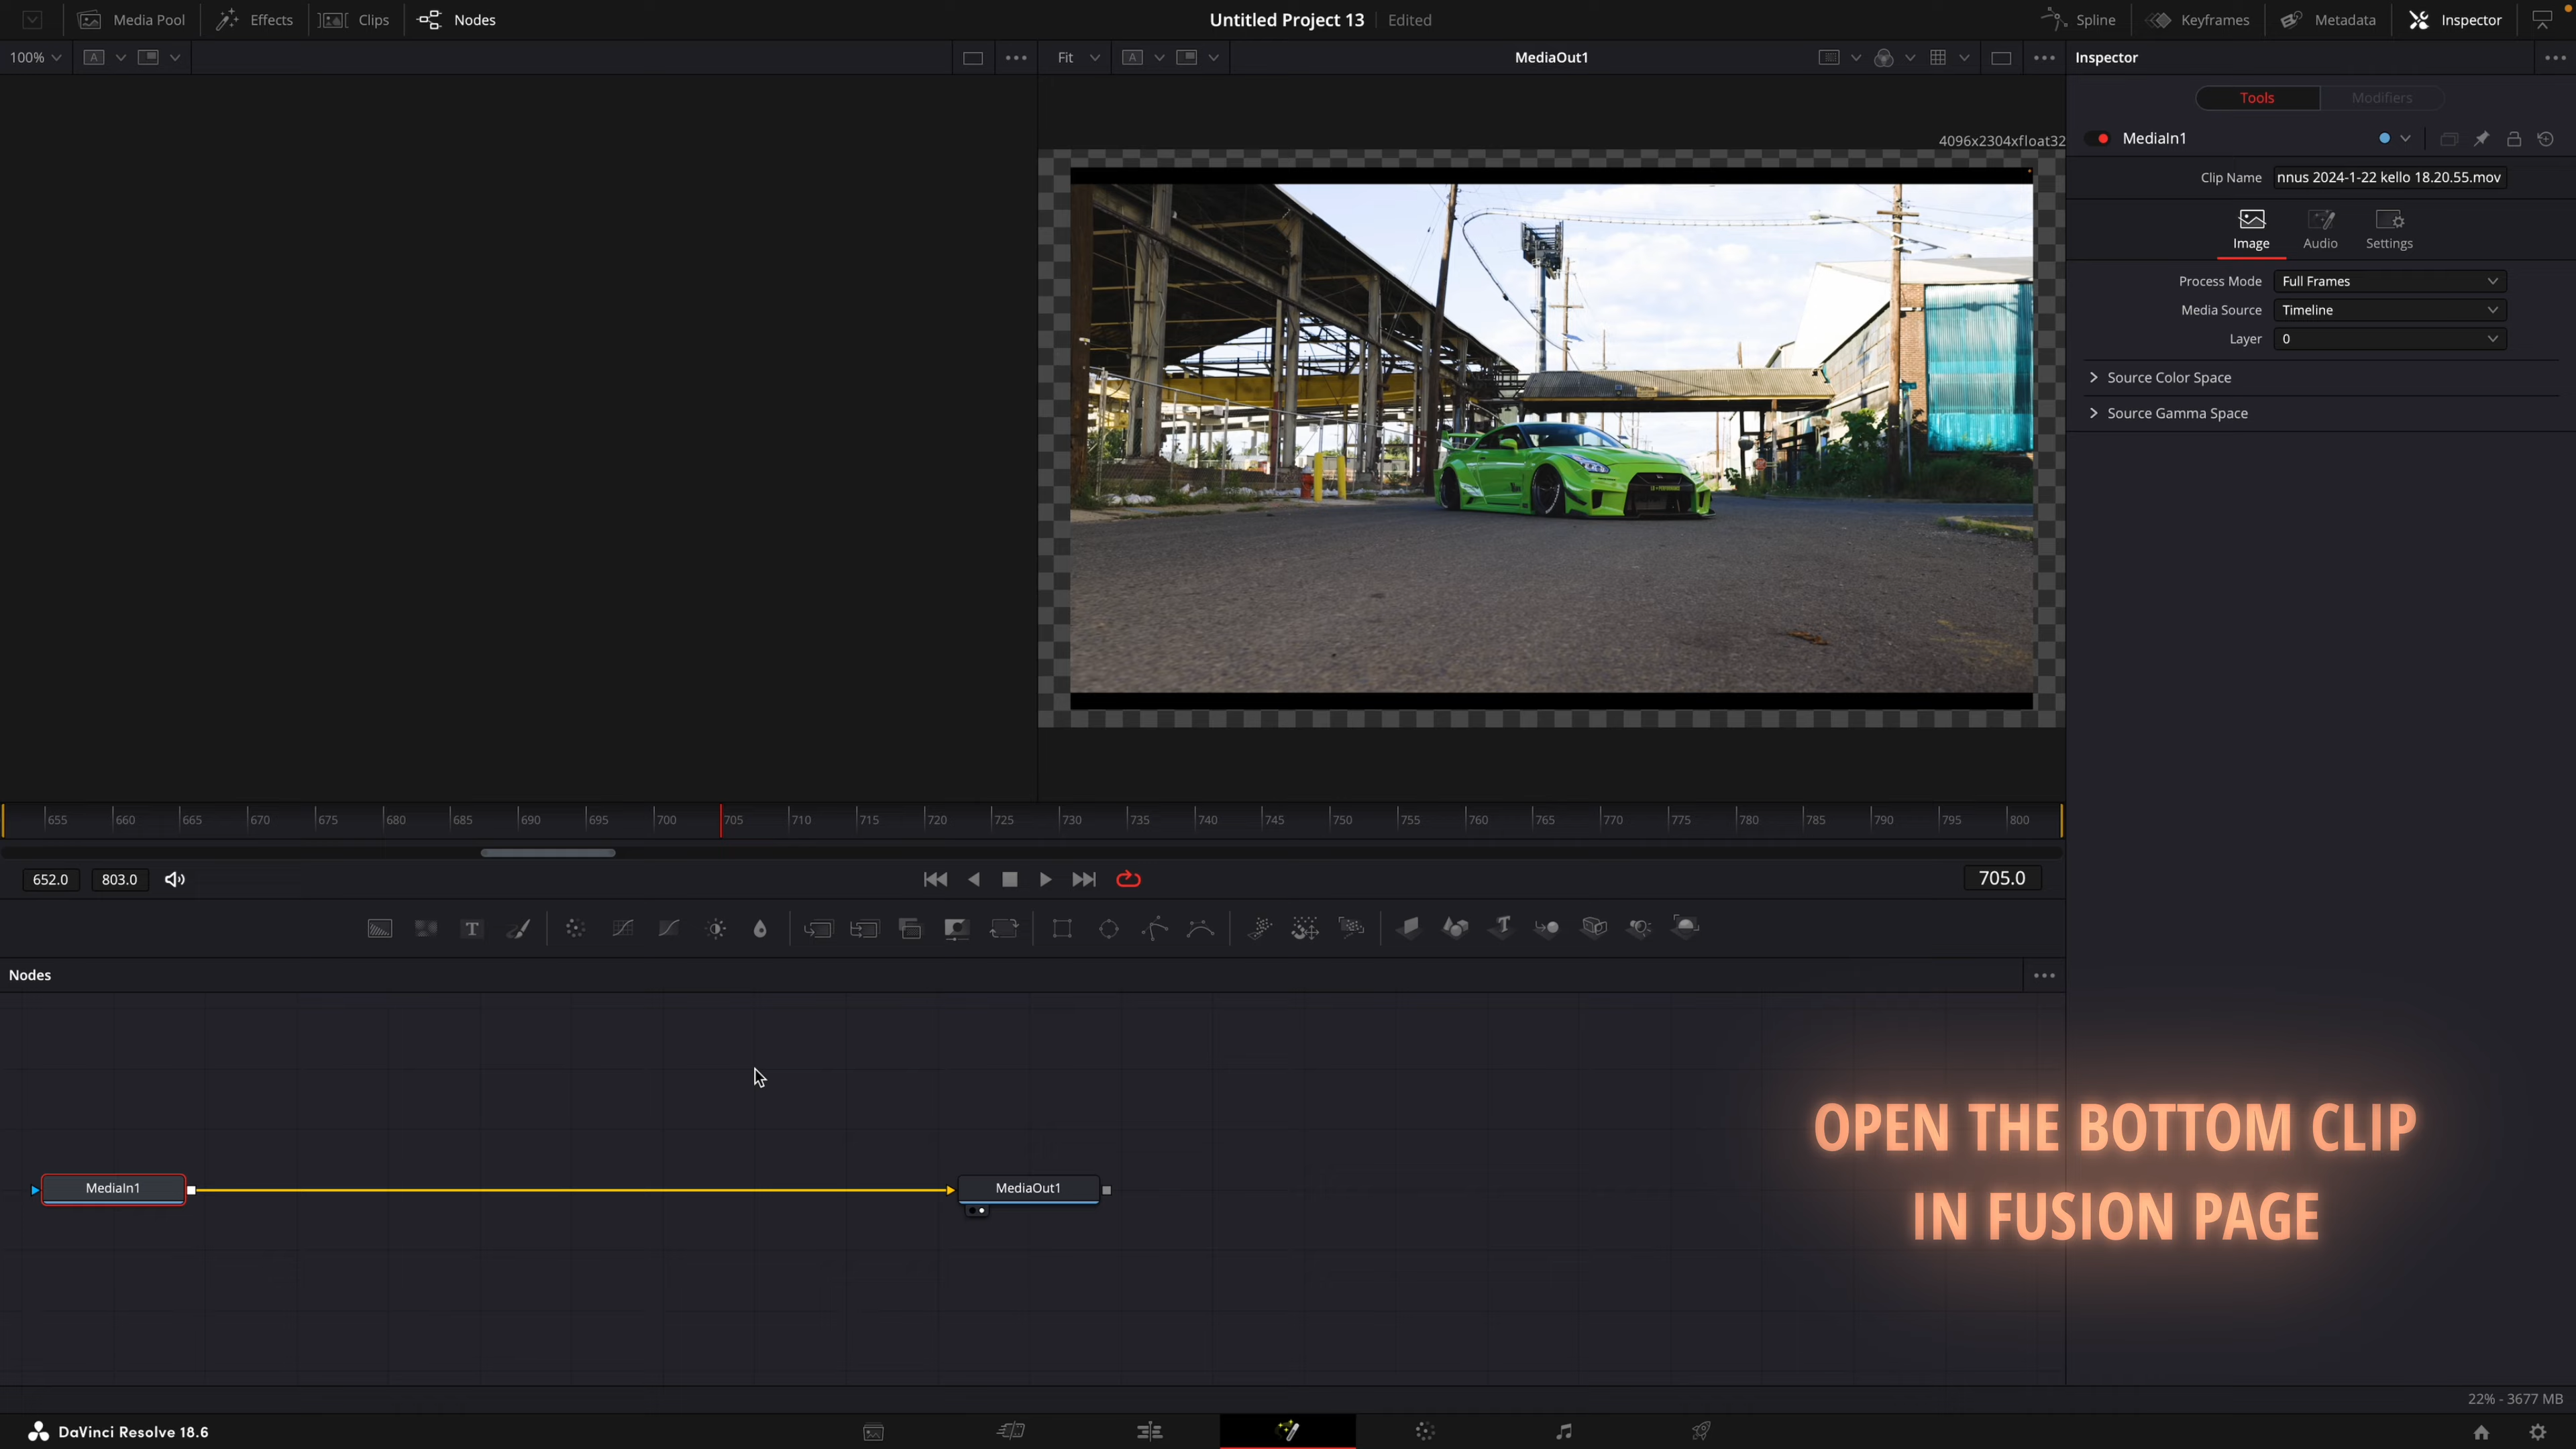 Media Pool
Effects
Clips
Nodes
Untitled Project 13
Edited
Spline
Keyframes
Metadata
Inspector
100%
A
Fit
A
MediaOut1
Inspector
Tools
Modifiers
4096x2304xfloat32
MediaIn1
Clip Name
nnus 2024-1-22 kello 18.20.55.mov
Image
Audio
Settings
Process Mode
Full Frames
Media Source
Timeline
Layer
0
Source Color Space
Source Gamma Space
655 660 665 670 675 680 685 690 695 700 705 710 715 720 725 730 735 740 745 750 755 760 765 770 775 780 785 790 795 800
652.0
803.0
705.0
T
T
Nodes
MediaIn1
MediaOut1
OPEN THE BOTTOM CLIP
IN FUSION PAGE
22% - 3677 MB
DaVinci Resolve 18.6